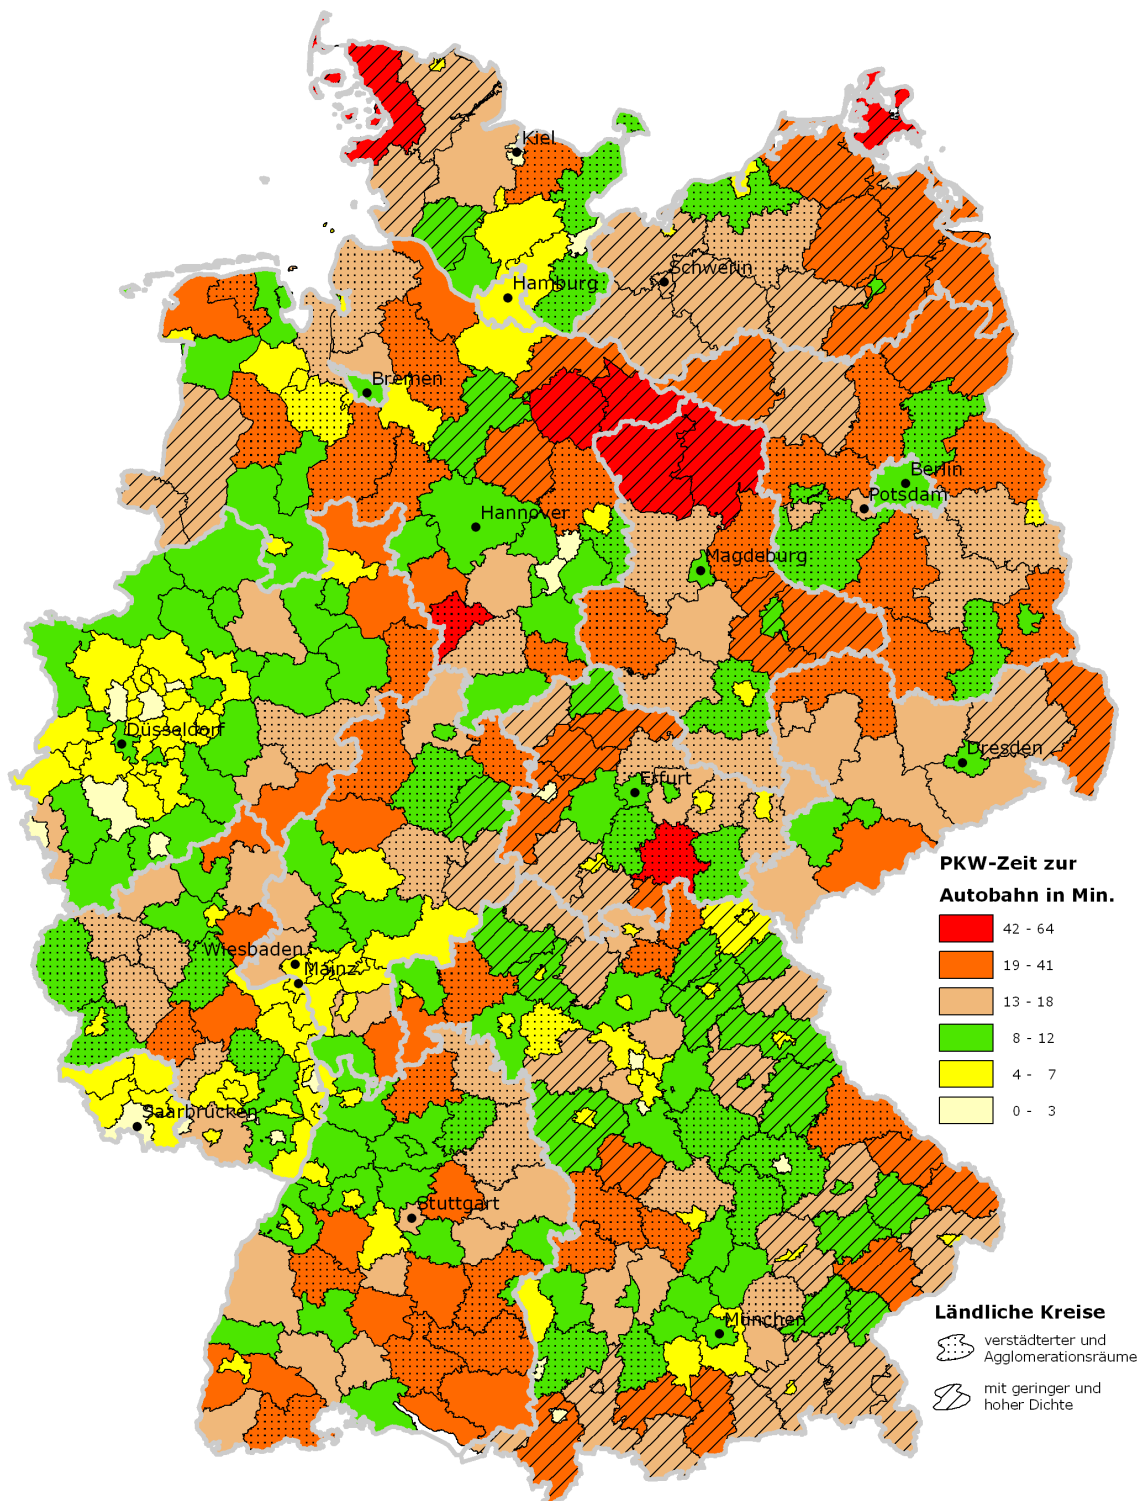 Kiel
Schwerin
Hamburg
Bremen
Berlin
Potsdam
Hannover
Magdeburg
Düsseldorf
Dresden
Erfurt
PKW-Zeit zur
Autobahn in Min.
42 - 64
19 - 41
13 - 18
8 - 12
4 - 7
0 - 3
Wiesbaden
Mainz
Saarbrücken
Stuttgart
München
Ländliche Kreise
verstädterter und
Agglomerationsräume
mit geringer und
hoher Dichte